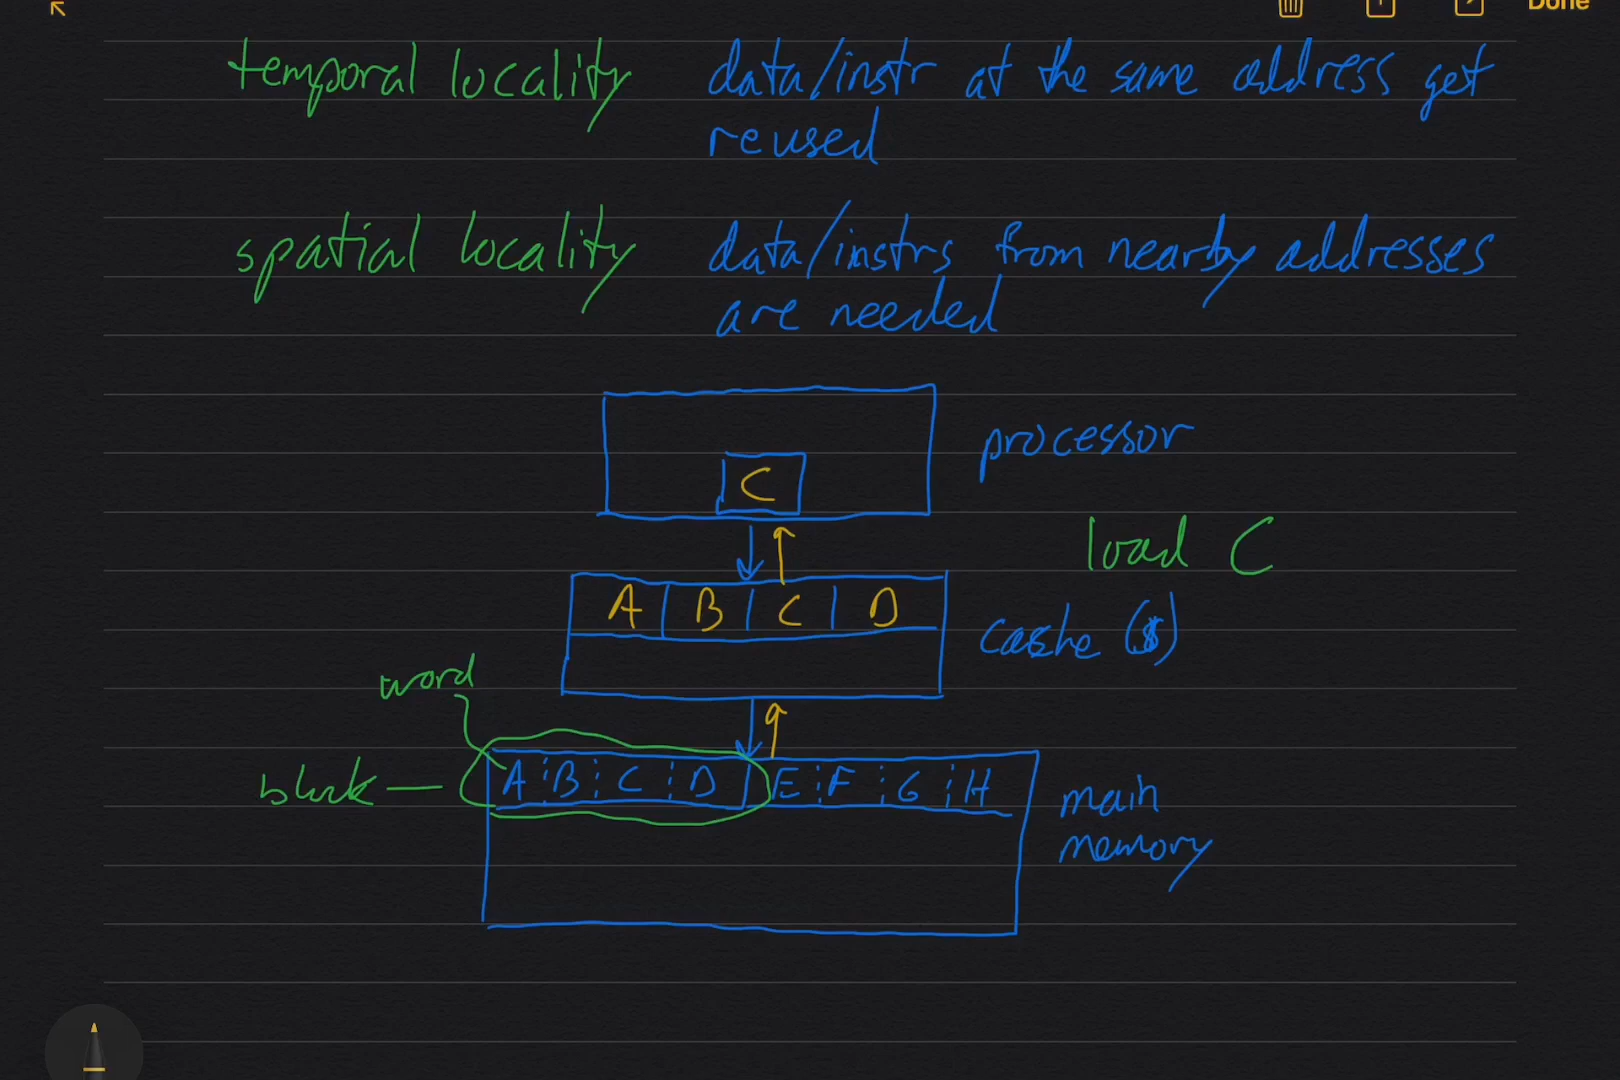 Done
temporal locality data/instr at the same address get
reused
spatial locality data/instrs from nearby addresses
are needed
processor
C
load C
A B C D
cache ($)
word
block
A B C D E F G H
main
memory